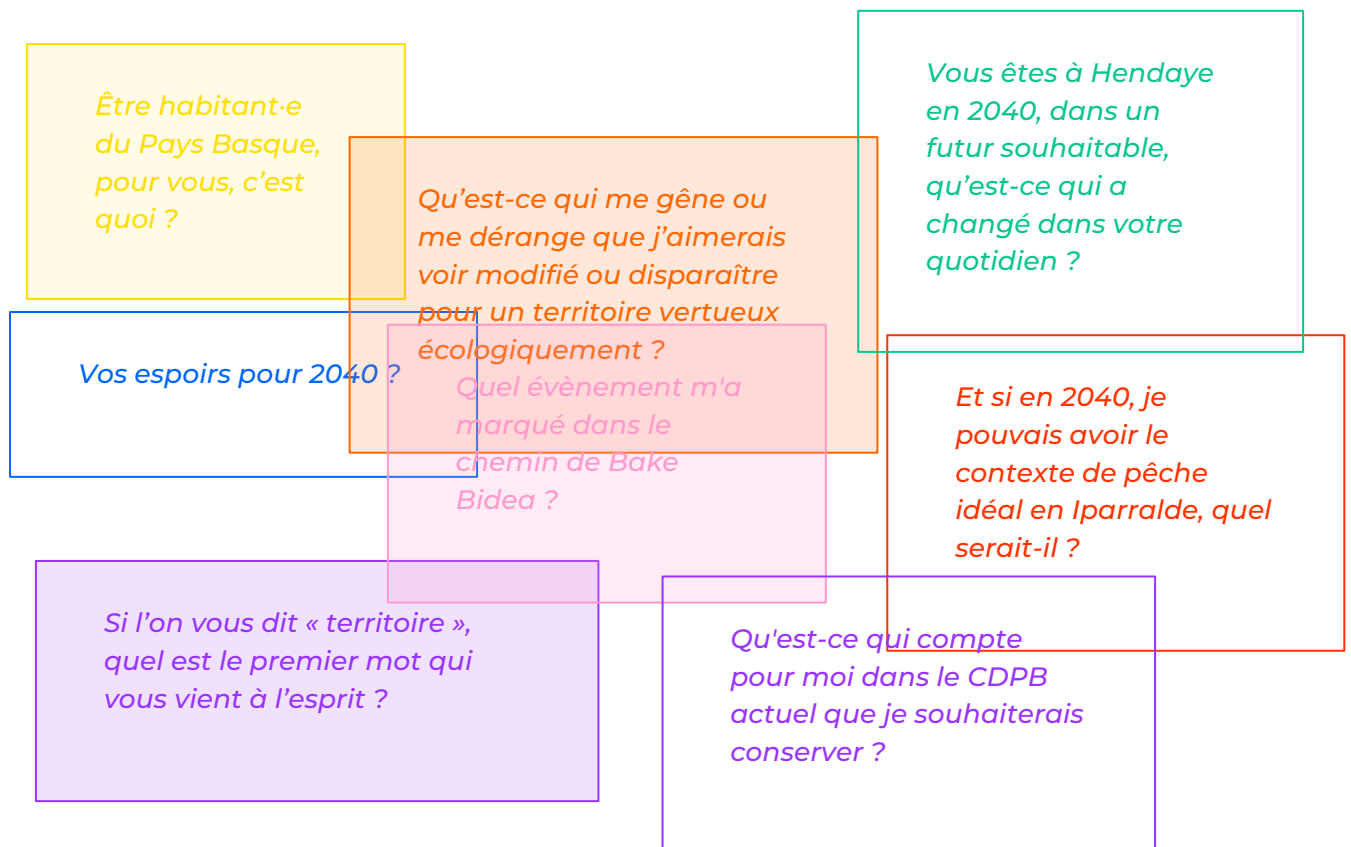 Être habitant·e
du Pays Basque,
pour vous, c’est
quoi ?
Qu’est-ce qui me gêne ou
me dérange que j’aimerais
voir modifié ou disparaître
pour un territoire vertueux
écologiquement ?
Vous êtes à Hendaye
en 2040, dans un
futur souhaitable,
qu’est-ce qui a
changé dans votre
quotidien ?
Vos espoirs pour 2040 ?
Quel évènement m'a
marqué dans le
chemin de Bake
Bidea ?
Et si en 2040, je
pouvais avoir le
contexte de pêche
idéal en Iparralde, quel
serait-il ?
Si l’on vous dit « territoire »,
quel est le premier mot qui
vous vient à l’esprit ?
Qu'est-ce qui compte
pour moi dans le CDPB
actuel que je souhaiterais
conserver ?